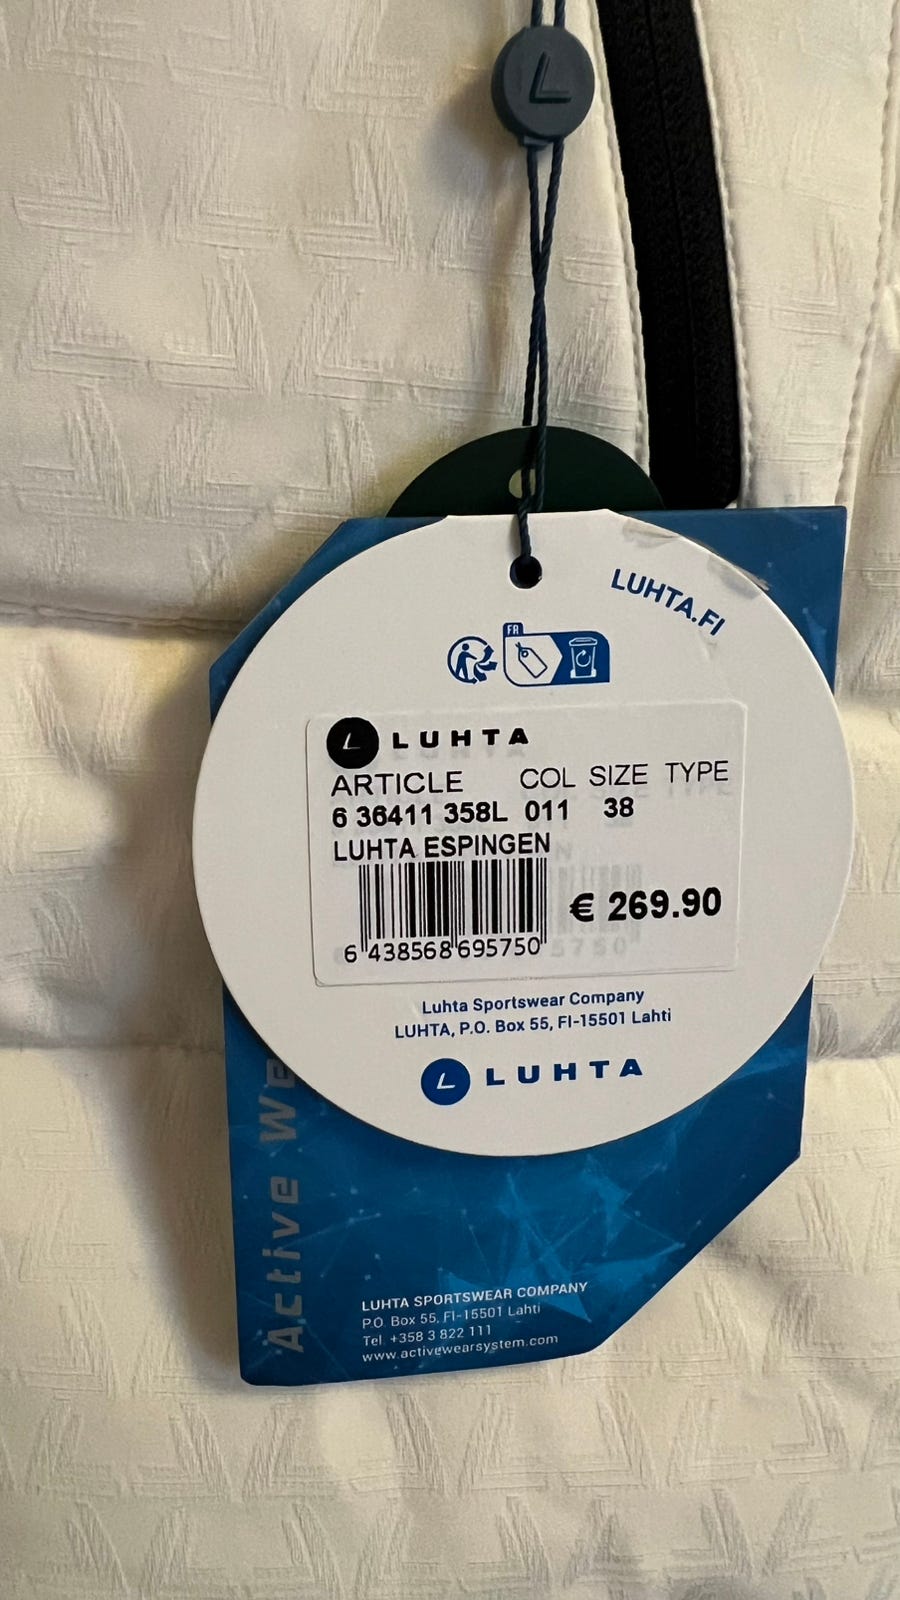 L
LUHTA.FI
FR
L LUHTA
ARTICLE COL SIZE TYPE
6 36411 358L 011 38
LUHTA ESPINGEN
€ 269.90
6 438568 695750
Luhta Sportswear Company
LUHTA, P.O. Box 55, FI-15501 Lahti
L LUHTA
Active We
LUHTA SPORTSWEAR COMPANY
P.O. Box 55, FI-15501 Lahti
Tel. +358 3 822 111
www.activewearsystem.com